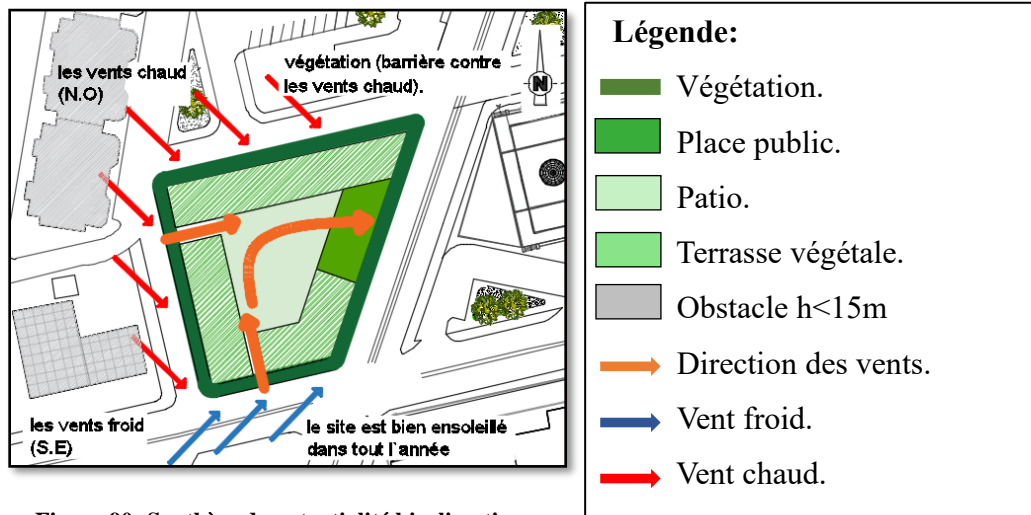 les vents chaud
(N.O)
végétation (barrière contre
les vents chaud).
N
les vents froid
(S.E)
le site est bien ensoleillé
dans tout l`année
Légende:
Végétation.
Place public.
Patio.
Terrasse végétale.
Obstacle h<15m
Direction des vents.
Vent froid.
Vent chaud.